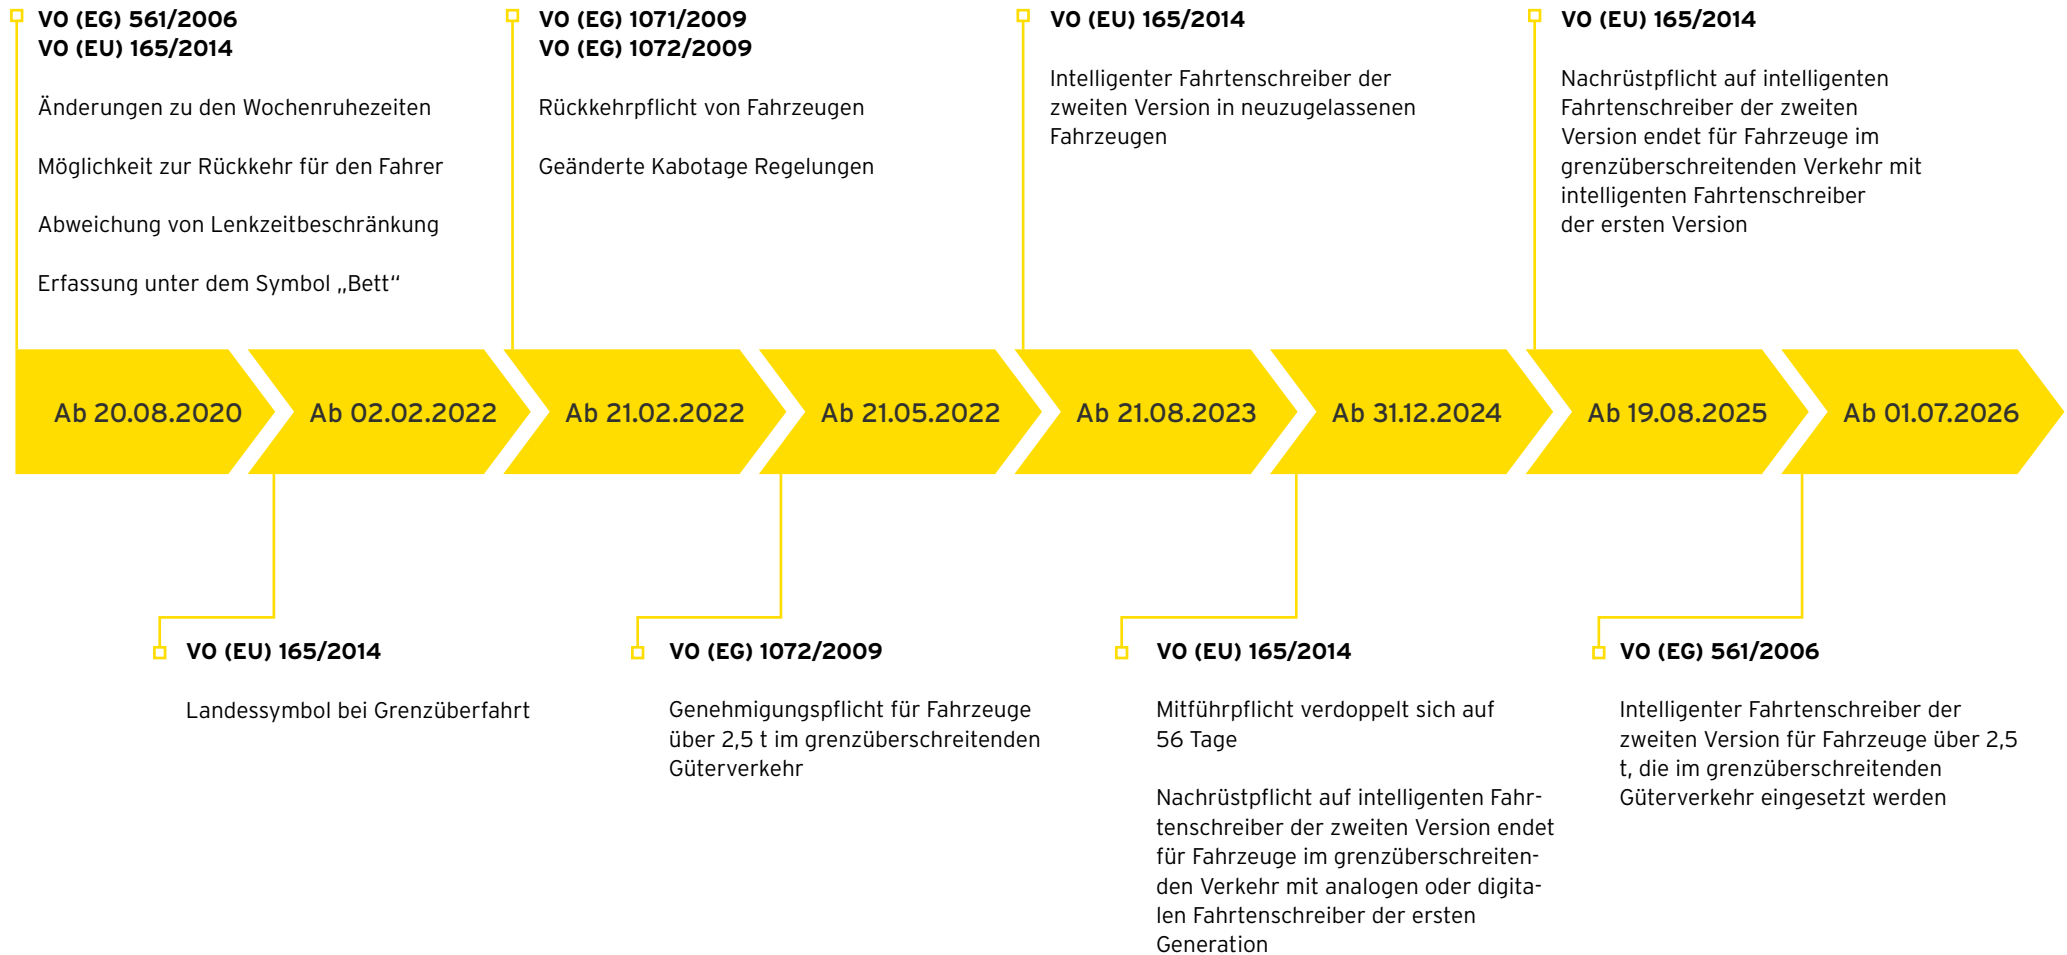 VO (EG) 561/2006
VO (EU) 165/2014
Änderungen zu den Wochenruhezeiten
Möglichkeit zur Rückkehr für den Fahrer
Abweichung von Lenkzeitbeschränkung
Erfassung unter dem Symbol „Bett“
VO (EG) 1071/2009
VO (EG) 1072/2009
Rückkehrpflicht von Fahrzeugen
Geänderte Kabotage Regelungen
VO (EU) 165/2014
Intelligenter Fahrtenschreiber der
zweiten Version in neuzugelassenen
Fahrzeugen
VO (EU) 165/2014
Nachrüstpflicht auf intelligenten
Fahrtenschreiber der zweiten
Version endet für Fahrzeuge im
grenzüberschreitenden Verkehr mit
intelligenten Fahrtenschreiber
der ersten Version
Ab 20.08.2020
Ab 02.02.2022
Ab 21.02.2022
Ab 21.05.2022
Ab 21.08.2023
Ab 31.12.2024
Ab 19.08.2025
Ab 01.07.2026
VO (EU) 165/2014
Landessymbol bei Grenzüberfahrt
VO (EG) 1072/2009
Genehmigungspflicht für Fahrzeuge
über 2,5 t im grenzüberschreitenden
Güterverkehr
VO (EU) 165/2014
Mitführpflicht verdoppelt sich auf
56 Tage
Nachrüstpflicht auf intelligenten Fahr-
tenschreiber der zweiten Version endet
für Fahrzeuge im grenzüberschreiten-
den Verkehr mit analogen oder digita-
len Fahrtenschreiber der ersten
Generation
VO (EG) 561/2006
Intelligenter Fahrtenschreiber der
zweiten Version für Fahrzeuge über 2,5
t, die im grenzüberschreitenden
Güterverkehr eingesetzt werden